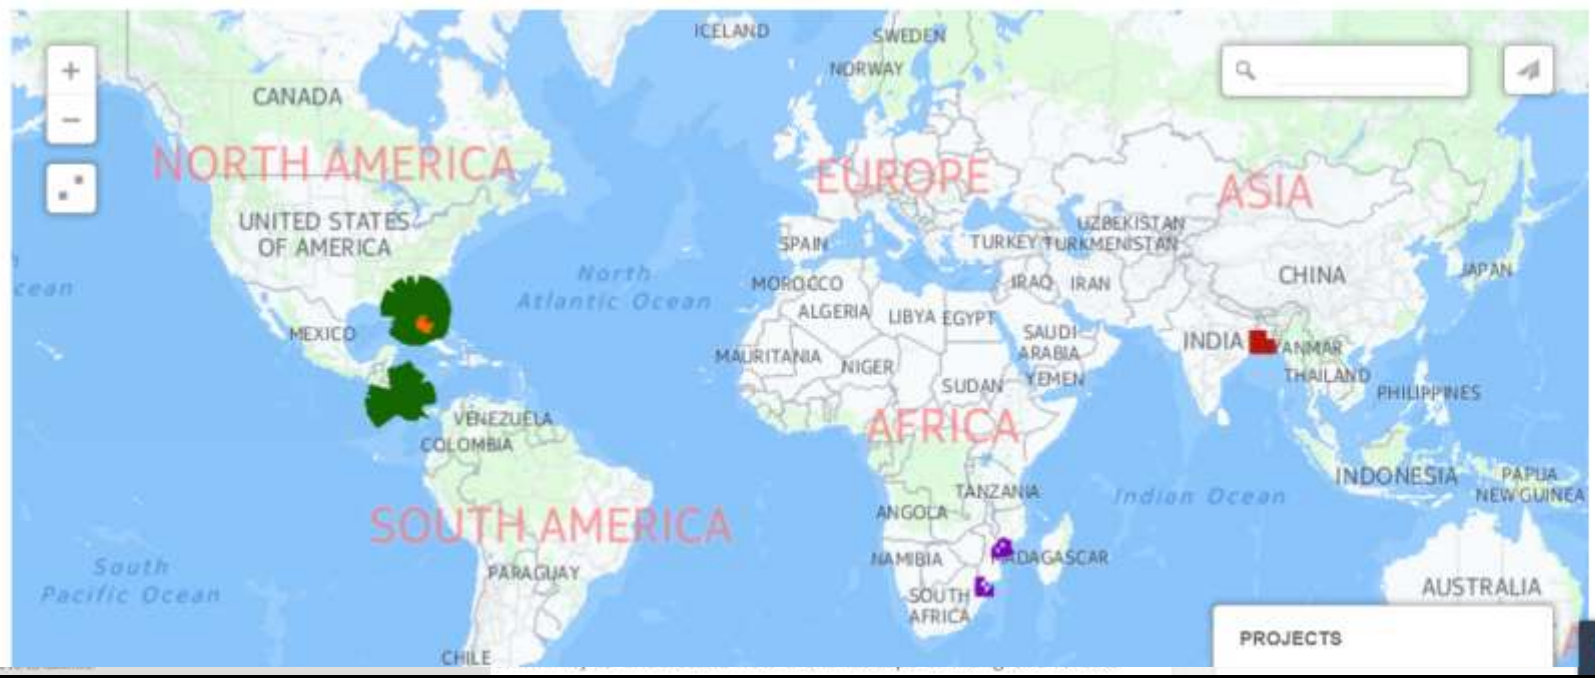 ICELAND
SWEDEN
NORWAY
CANADA
NORTH AMERICA
EUROPE
ASIA
UNITED STATES
OF AMERICA
SPAIN
TURKEY
UZBEKISTAN
TURKMENISTAN
North
Atlantic Ocean
MOROCCO
IRAQ
IRAN
CHINA
JAPAN
cean
ALGERIA
LIBYA
EGYPT
MEXICO
SAUDI
ARABIA
INDIA
ANMAR
MAURITANIA
NIGER
SUDAN
YEMEN
THAILAND
PHILIPPINES
VENEZUELA
COLOMBIA
AFRICA
INDONESIA
PAPUA
NEW GUINEA
TANZANIA
Indian Ocean
ANGOLA
SOUTH AMERICA
NAMIBIA
MADAGASCAR
South
Pacific Ocean
PARAGUAY
SOUTH
AFRICA
AUSTRALIA
PROJECTS
CHILE